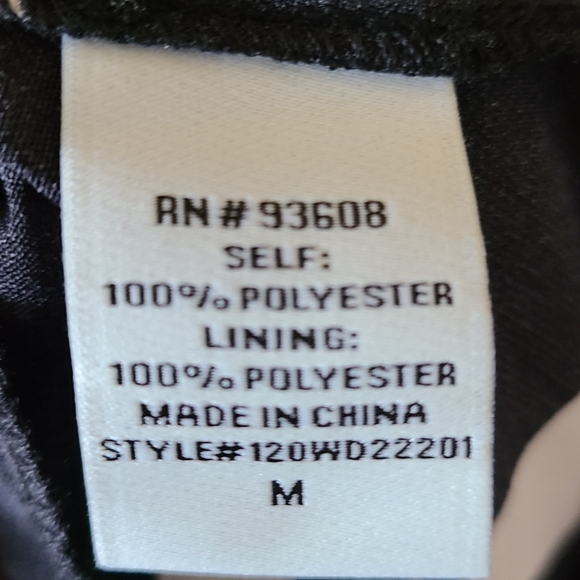 RN # 93608
SELF:
100% POLYESTER
LINING:
100% POLYESTER
MADE IN CHINA
STYLE#120WD22201
M